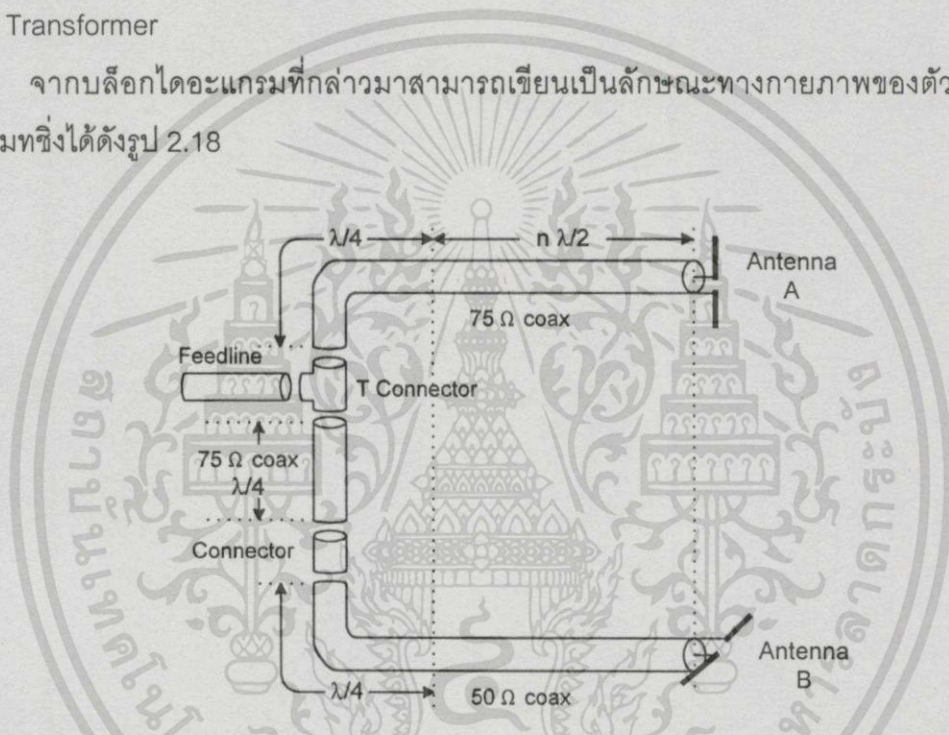 Transformer
จากบล็อกไดอะแกรมที่กล่าวมาสามารถเขียนเป็นลักษณะทางกายภาพของตัว
มทซิ่งได้ดังรูป 2.18
λ/4
n λ/2
Antenna
A
75 Ω coax
Feedline
T Connector
75 Ω coax
λ/4
Connector
λ/4
50 Ω coax
Antenna
B